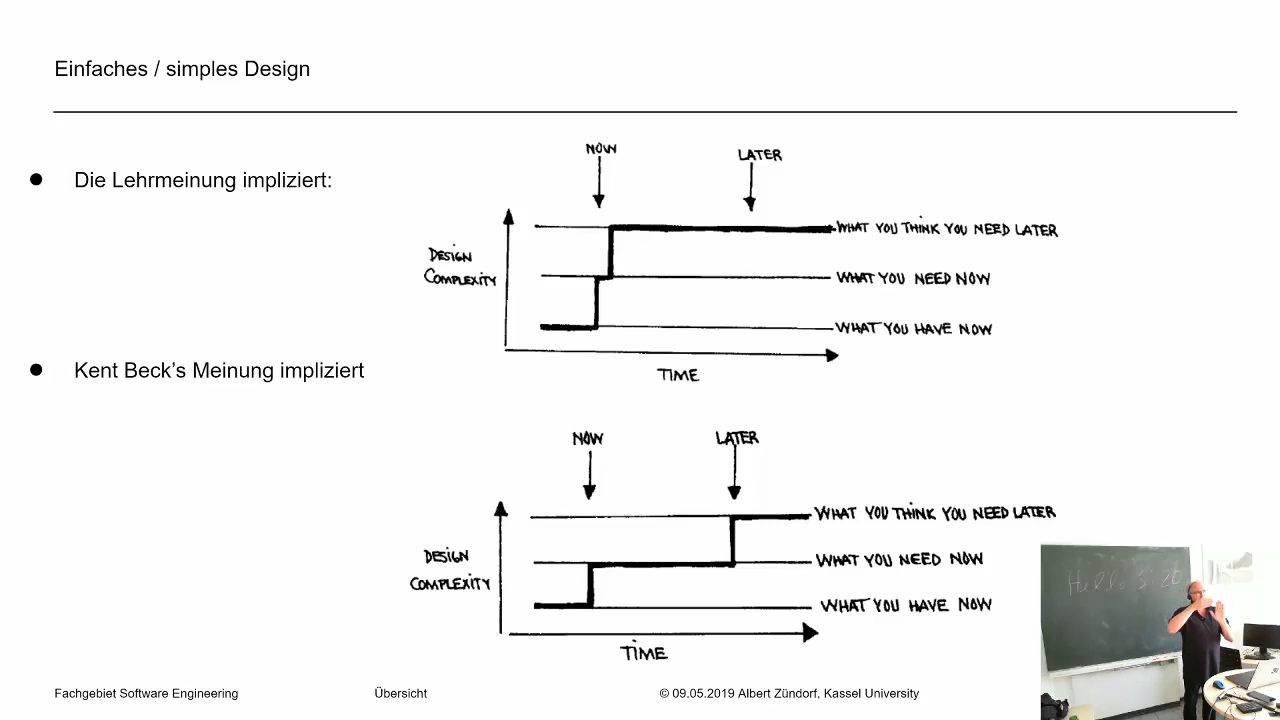 Einfaches / simples Design
● Die Lehrmeinung impliziert:
NOW
LATER
DESIGN
COMPLEXITY
WHAT YOU THINK YOU NEED LATER
WHAT YOU NEED NOW
WHAT YOU HAVE NOW
TIME
● Kent Beck's Meinung impliziert
NOW
LATER
DESIGN
COMPLEXITY
WHAT YOU THINK YOU NEED LATER
WHAT YOU NEED NOW
WHAT YOU HAVE NOW
TIME
Hello
Fachgebiet Software Engineering
Übersicht
© 09.05.2019 Albert Zündorf, Kassel University